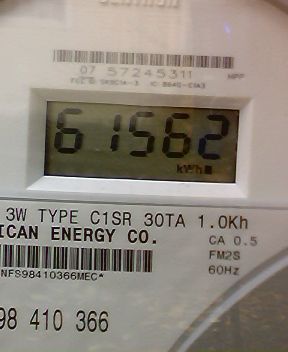 07 57245311 MPP
61562
kWh
3W TYPE C1SR 30TA 1.0Kh
ICAN ENERGY CO. CA 0.5
FM2S
NFS98410366MEC* 60Hz
98 410 366